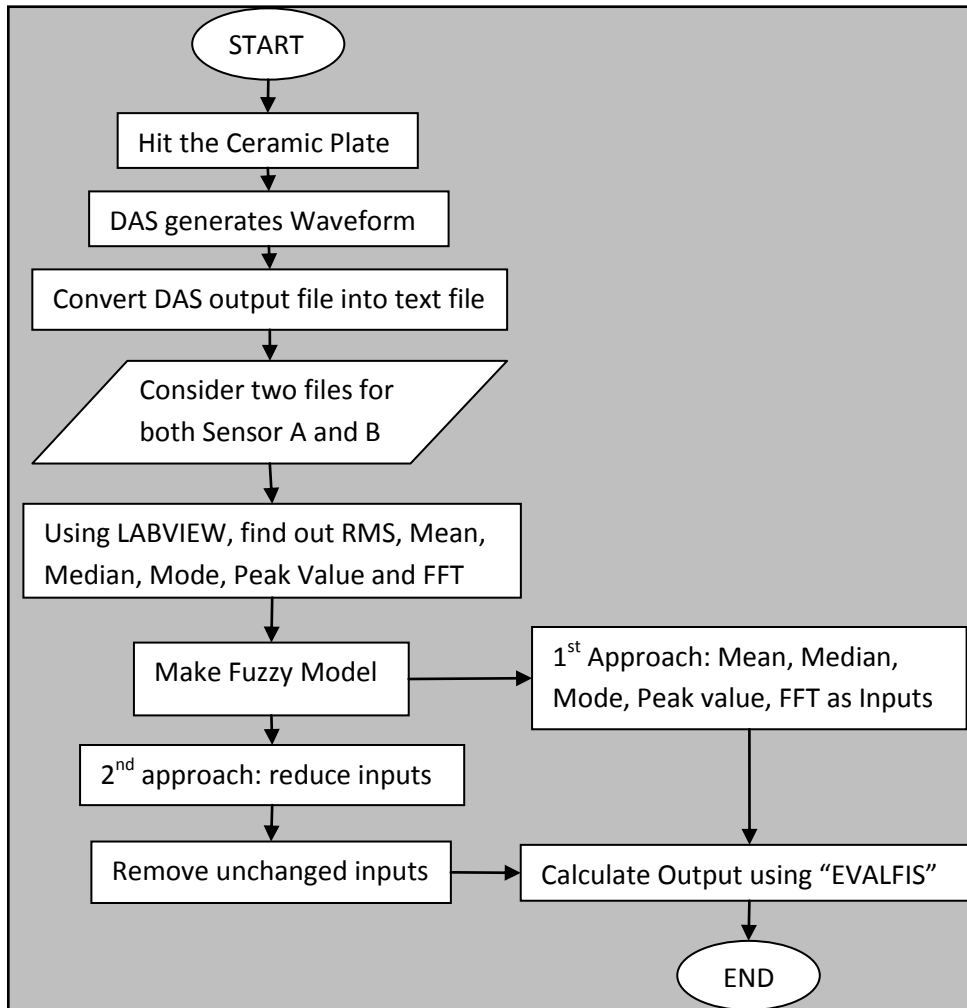 START
Hit the Ceramic Plate
DAS generates Waveform
Convert DAS output file into text file
Consider two files for
both Sensor A and B
Using LABVIEW, find out RMS, Mean,
Median, Mode, Peak Value and FFT
Make Fuzzy Model
1st Approach: Mean, Median,
Mode, Peak value, FFT as Inputs
2nd approach: reduce inputs
Remove unchanged inputs
Calculate Output using “EVALFIS”
END